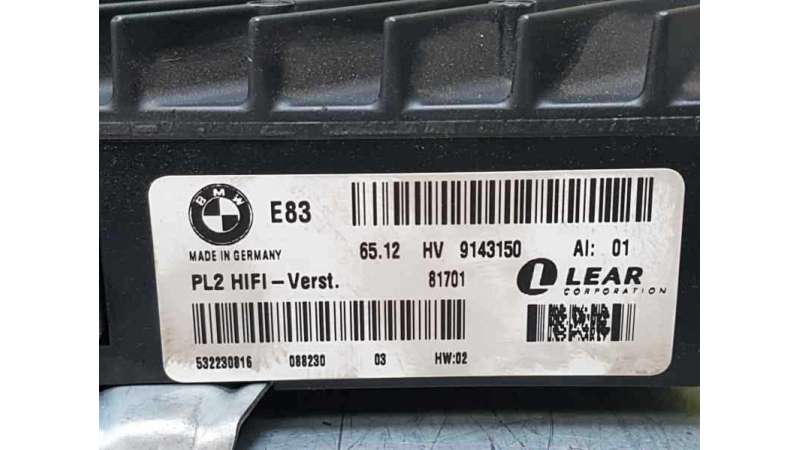 BMW
E83
MADE IN GERMANY
65.12 HV 9143150 AI: 01
PL2 HIFI-Verst.
81701
LEAR
CORPORATION
532230816 088230 03 HW:02